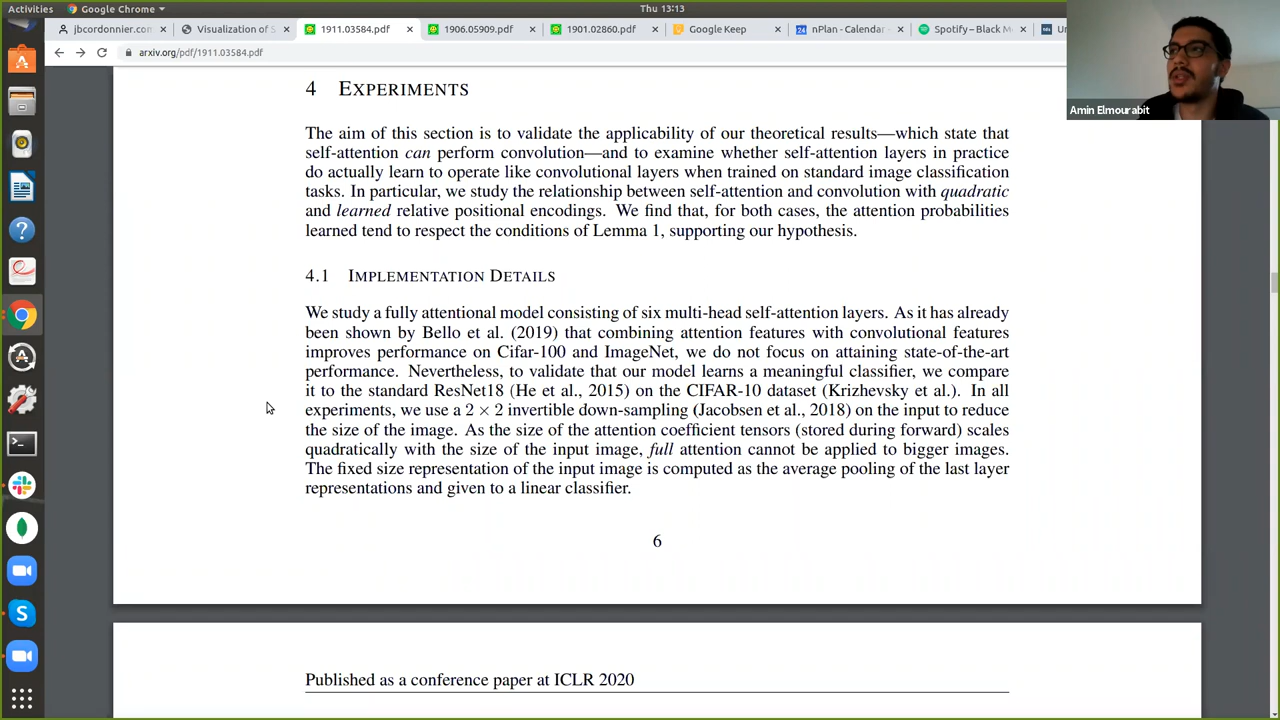 Activities
Google Chrome
Thu 13:13
jbcordonnier.com
Visualization of S
1911.03584.pdf
1906.05909.pdf
1901.02860.pdf
Google Keep
nPlan - Calendar
Spotify – Black M
arxiv.org/pdf/1911.03584.pdf
Amin Elmourabit
4 EXPERIMENTS
The aim of this section is to validate the applicability of our theoretical results—which state that
self-attention can perform convolution—and to examine whether self-attention layers in practice
do actually learn to operate like convolutional layers when trained on standard image classification
tasks. In particular, we study the relationship between self-attention and convolution with quadratic
and learned relative positional encodings. We find that, for both cases, the attention probabilities
learned tend to respect the conditions of Lemma 1, supporting our hypothesis.
4.1 IMPLEMENTATION DETAILS
We study a fully attentional model consisting of six multi-head self-attention layers. As it has already
been shown by Bello et al. (2019) that combining attention features with convolutional features
improves performance on Cifar-100 and ImageNet, we do not focus on attaining state-of-the-art
performance. Nevertheless, to validate that our model learns a meaningful classifier, we compare
it to the standard ResNet18 (He et al., 2015) on the CIFAR-10 dataset (Krizhevsky et al.). In all
experiments, we use a 2 × 2 invertible down-sampling (Jacobsen et al., 2018) on the input to reduce
the size of the image. As the size of the attention coefficient tensors (stored during forward) scales
quadratically with the size of the input image, full attention cannot be applied to bigger images.
The fixed size representation of the input image is computed as the average pooling of the last layer
representations and given to a linear classifier.
6
Published as a conference paper at ICLR 2020